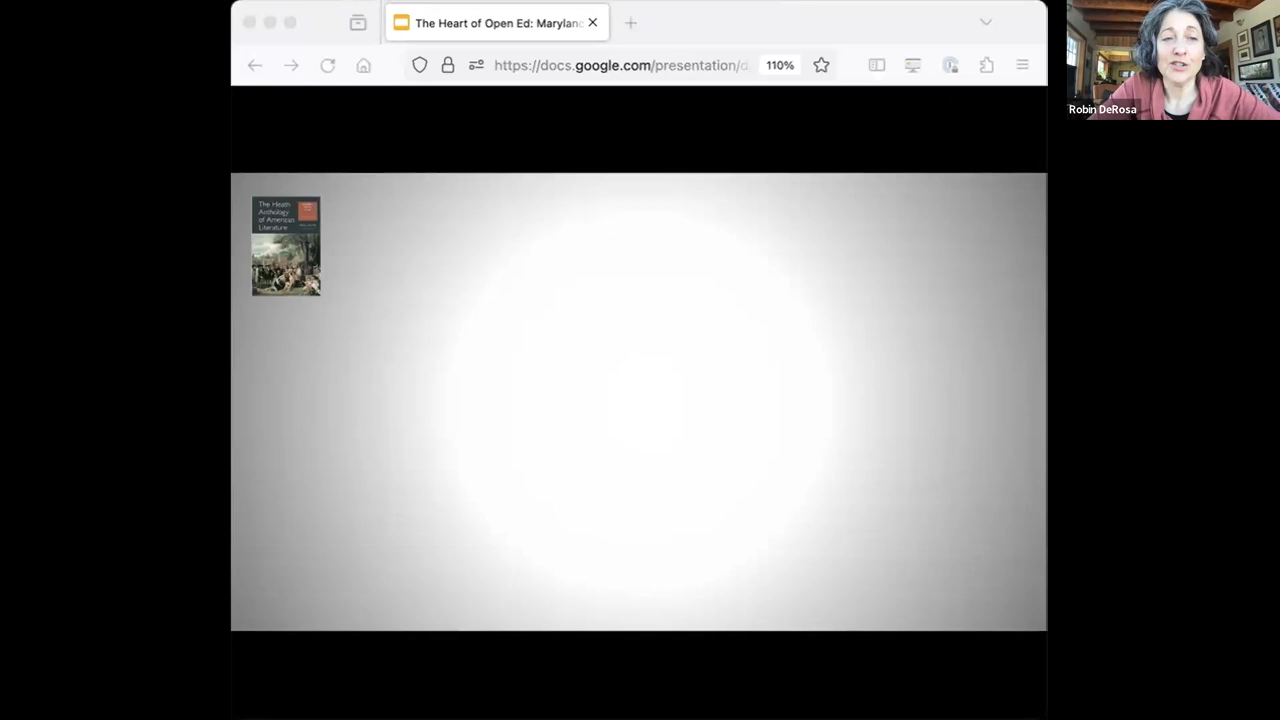 The Heart of Open Ed: Marylan
https://docs.google.com/presentation/d
110%
Robin DeRosa
The Heath
Anthology
of American
Literature